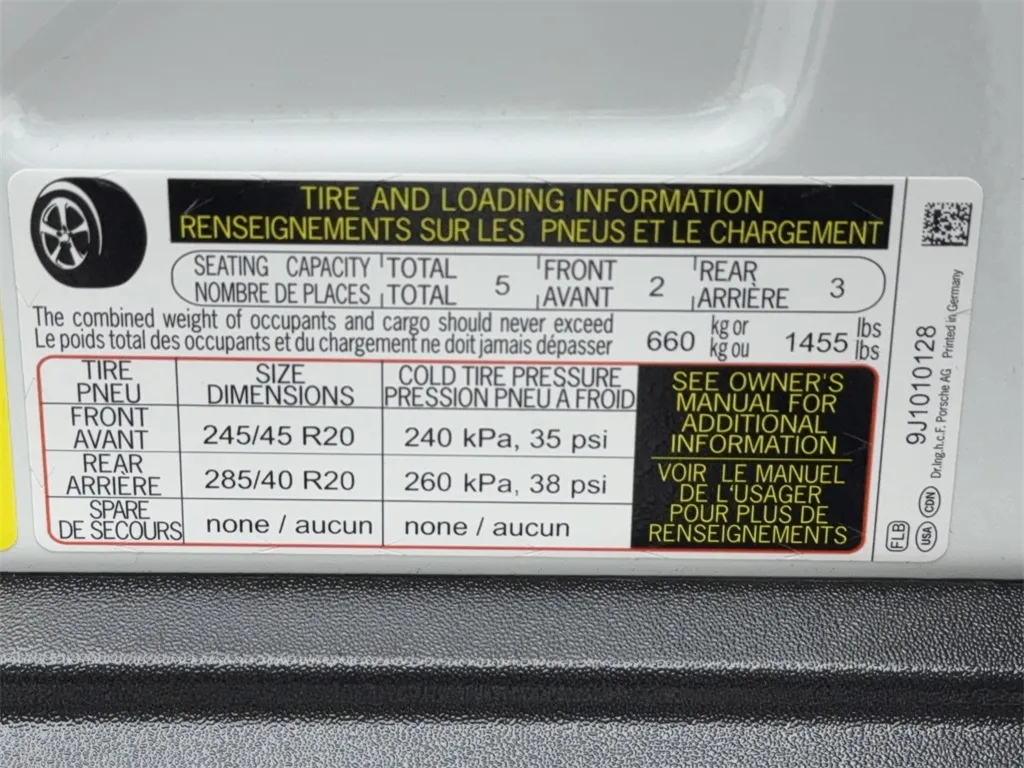 TIRE AND LOADING INFORMATION
RENSEIGNEMENTS SUR LES PNEUS ET LE CHARGEMENT
SEATING CAPACITY TOTAL 5 FRONT 2 REAR 3
NOMBRE DE PLACES TOTAL AVANT ARRIÈRE
The combined weight of occupants and cargo should never exceed 660 kg or 1455 lbs
Le poids total des occupants et du chargement ne doit jamais dépasser kg ou lbs
TIRE SIZE COLD TIRE PRESSURE
PNEU DIMENSIONS PRESSION PNEU A FROID
FRONT
AVANT 245/45 R20 240 kPa, 35 psi
REAR
ARRIÈRE 285/40 R20 260 kPa, 38 psi
SPARE
DE SECOURS none / aucun none / aucun
SEE OWNER'S
MANUAL FOR
ADDITIONAL
INFORMATION
VOIR LE MANUEL
DE L'USAGER
POUR PLUS DE
RENSEIGNEMENTS
9J1010128
Dr.Ing.h.c.F. Porsche AG Printed in Germany
FLB USA CDN